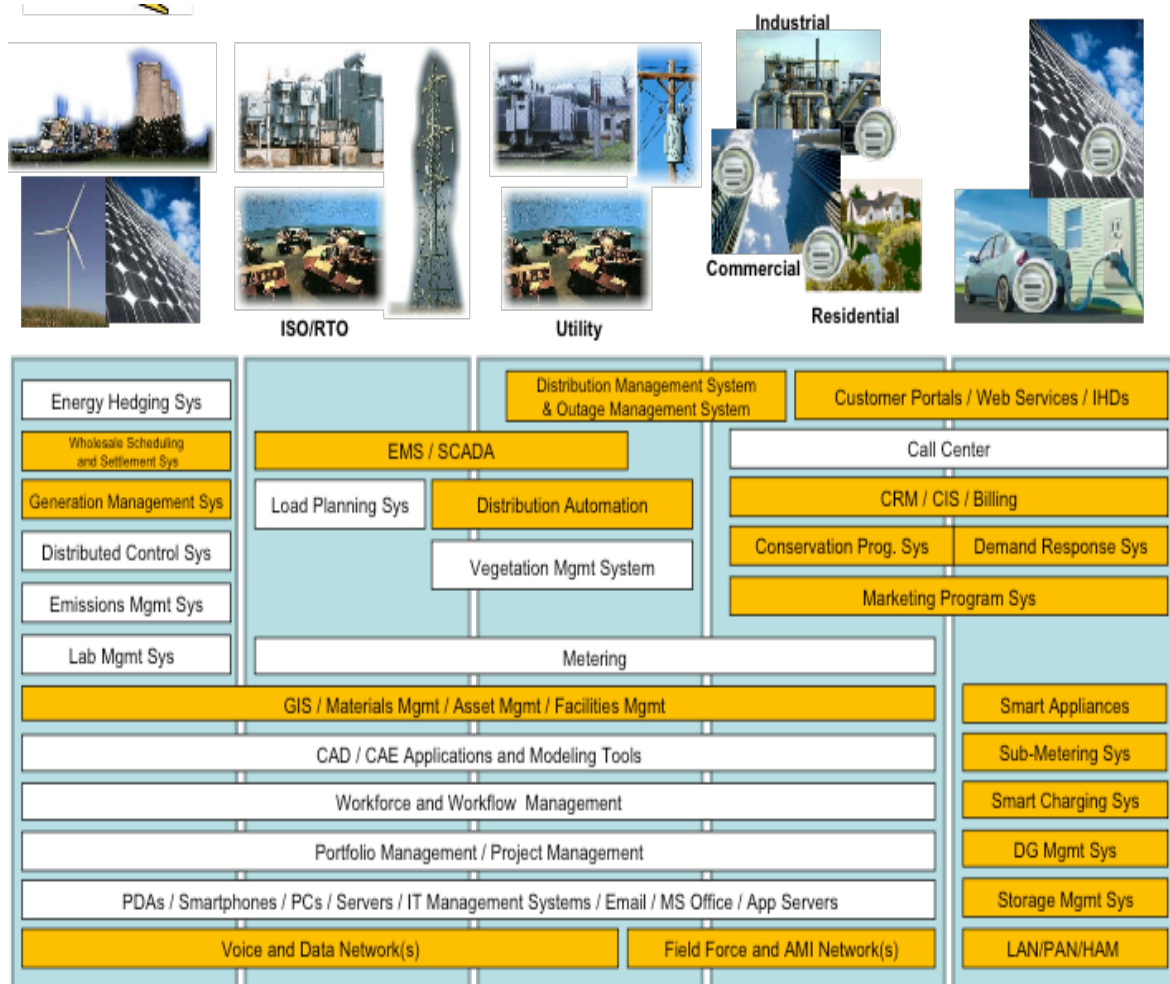 Industrial
Commercial
Residential
ISO/RTO
Utility
Energy Hedging Sys
Wholesale Scheduling
and Settlement Sys
Generation Management Sys
Distributed Control Sys
Emissions Mgmt Sys
Lab Mgmt Sys
EMS / SCADA
Load Planning Sys
Distribution Automation
Vegetation Mgmt System
Distribution Management System
& Outage Management System
Customer Portals / Web Services / IHDs
Call Center
CRM / CIS / Billing
Conservation Prog. Sys
Demand Response Sys
Marketing Program Sys
Metering
GIS / Materials Mgmt / Asset Mgmt / Facilities Mgmt
CAD / CAE Applications and Modeling Tools
Workforce and Workflow Management
Portfolio Management / Project Management
PDAs / Smartphones / PCs / Servers / IT Management Systems / Email / MS Office / App Servers
Voice and Data Network(s)
Field Force and AMI Network(s)
Smart Appliances
Sub-Metering Sys
Smart Charging Sys
DG Mgmt Sys
Storage Mgmt Sys
LAN/PAN/HAM